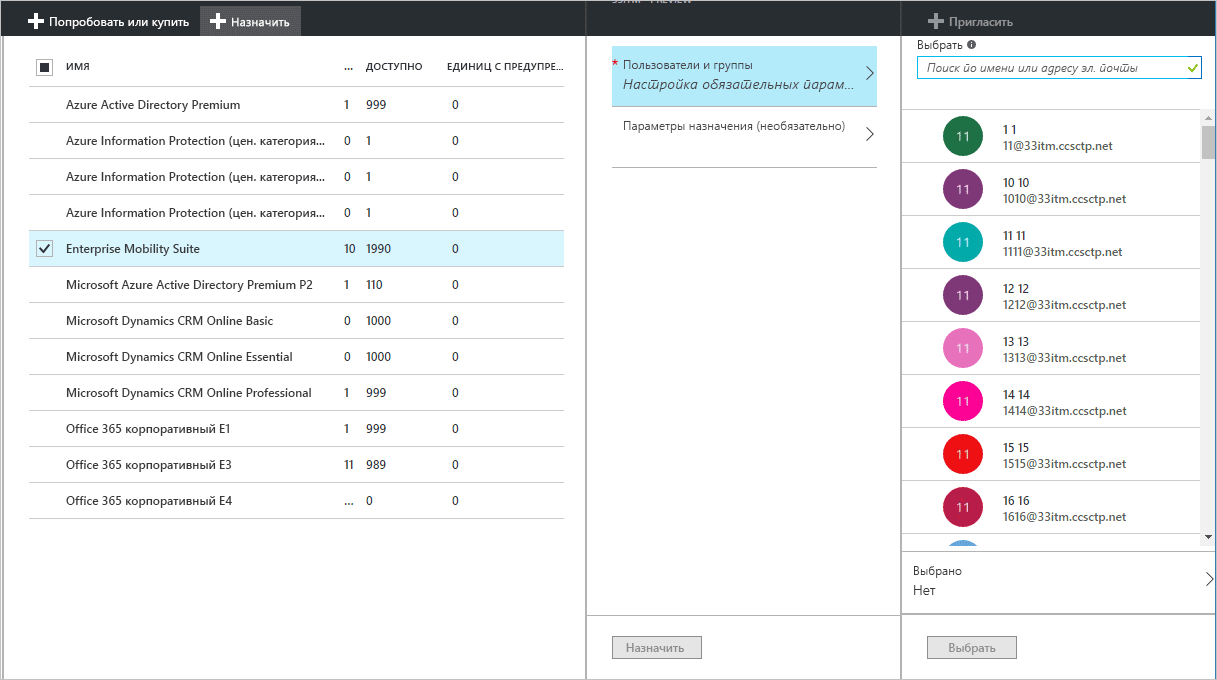 Попробовать или купить
Назначить
ИМЯ ... ДОСТУПНО ЕДИНИЦ С ПРЕДУПРЕ...
Azure Active Directory Premium 1 999 0
Azure Information Protection (цен. категория... 0 1 0
Azure Information Protection (цен. категория... 0 1 0
Azure Information Protection (цен. категория... 0 1 0
Enterprise Mobility Suite 10 1990 0
Microsoft Azure Active Directory Premium P2 1 110 0
Microsoft Dynamics CRM Online Basic 0 1000 0
Microsoft Dynamics CRM Online Essential 0 1000 0
Microsoft Dynamics CRM Online Professional 1 999 0
Office 365 корпоративный E1 1 999 0
Office 365 корпоративный E3 11 989 0
Office 365 корпоративный E4 ... 0 0
* Пользователи и группы
Настройка обязательных парам...
Параметры назначения (необязательно)
Назначить
Пригласить
Выбрать
Поиск по имени или адресу эл. почты
11 1 1
11@33itm.ccsctp.net
11 10 10
1010@33itm.ccsctp.net
11 11 11
1111@33itm.ccsctp.net
11 12 12
1212@33itm.ccsctp.net
11 13 13
1313@33itm.ccsctp.net
11 14 14
1414@33itm.ccsctp.net
11 15 15
1515@33itm.ccsctp.net
11 16 16
1616@33itm.ccsctp.net
Выбрано
Нет
Выбрать